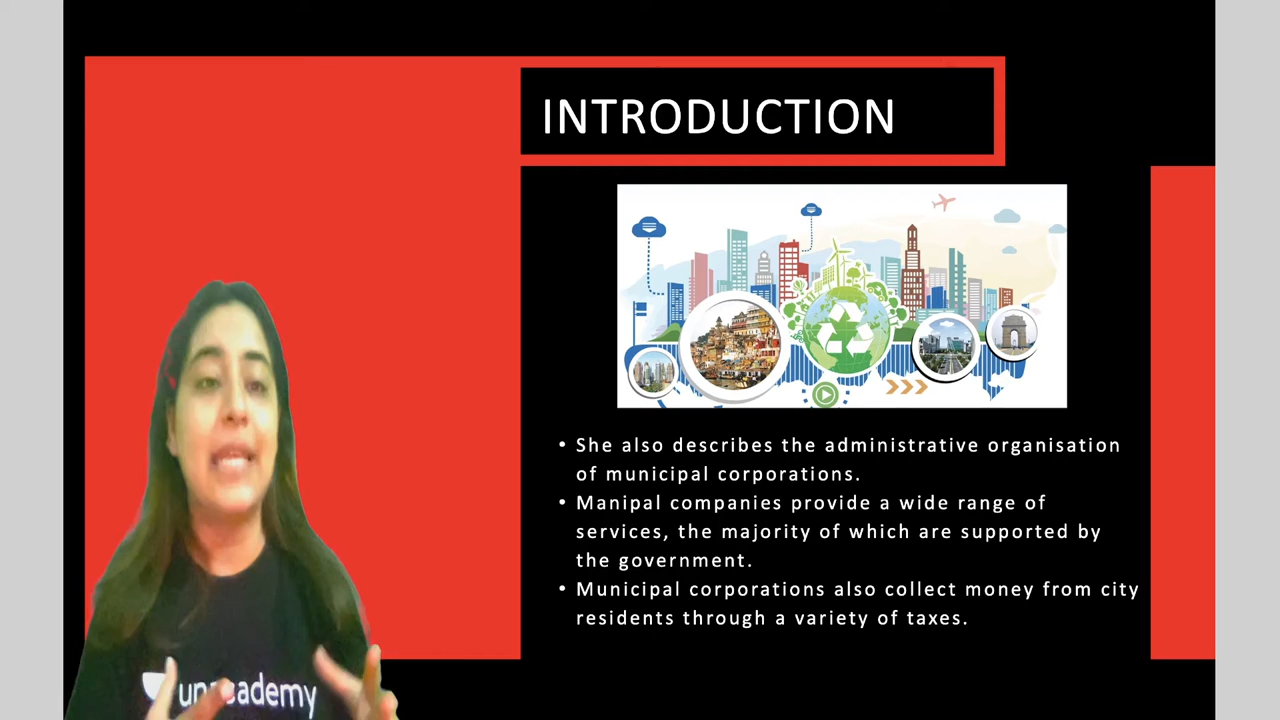 INTRODUCTION
• She also describes the administrative organisation
of municipal corporations.
• Manipal companies provide a wide range of
services, the majority of which are supported by
the government.
• Municipal corporations also collect money from city
residents through a variety of taxes.
unacademy